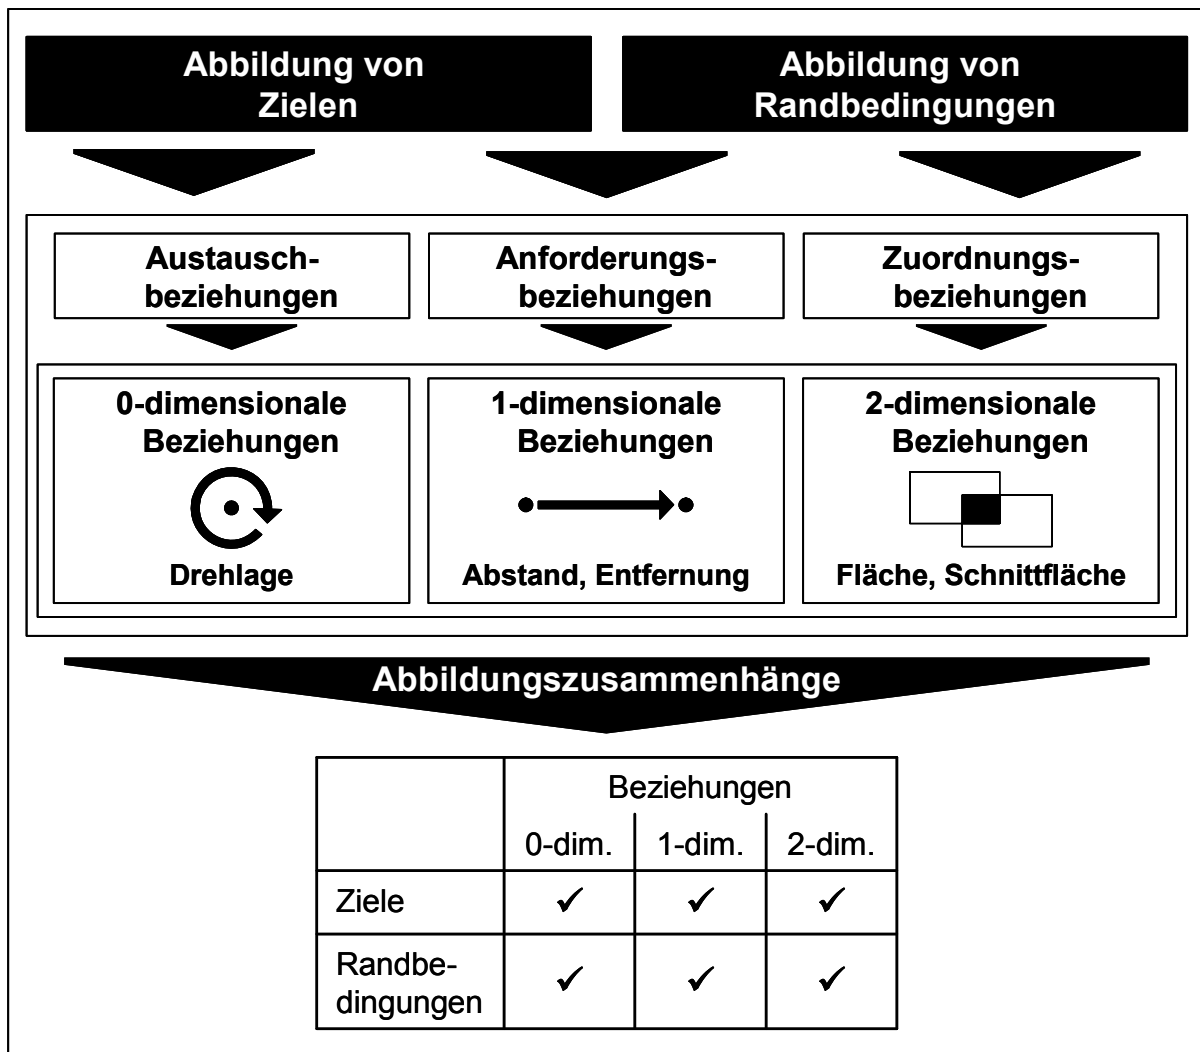 Abbildung von
Zielen
Abbildung von
Randbedingungen
Austausch-
beziehungen
Anforderungs-
beziehungen
Zuordnungs-
beziehungen
0-dimensionale
Beziehungen
Drehlage
1-dimensionale
Beziehungen
Abstand, Entfernung
2-dimensionale
Beziehungen
Fläche, Schnittfläche
Abbildungszusammenhänge
Beziehungen
0-dim. 1-dim. 2-dim.
Ziele ✓ ✓ ✓
Randbe-
dingungen ✓ ✓ ✓